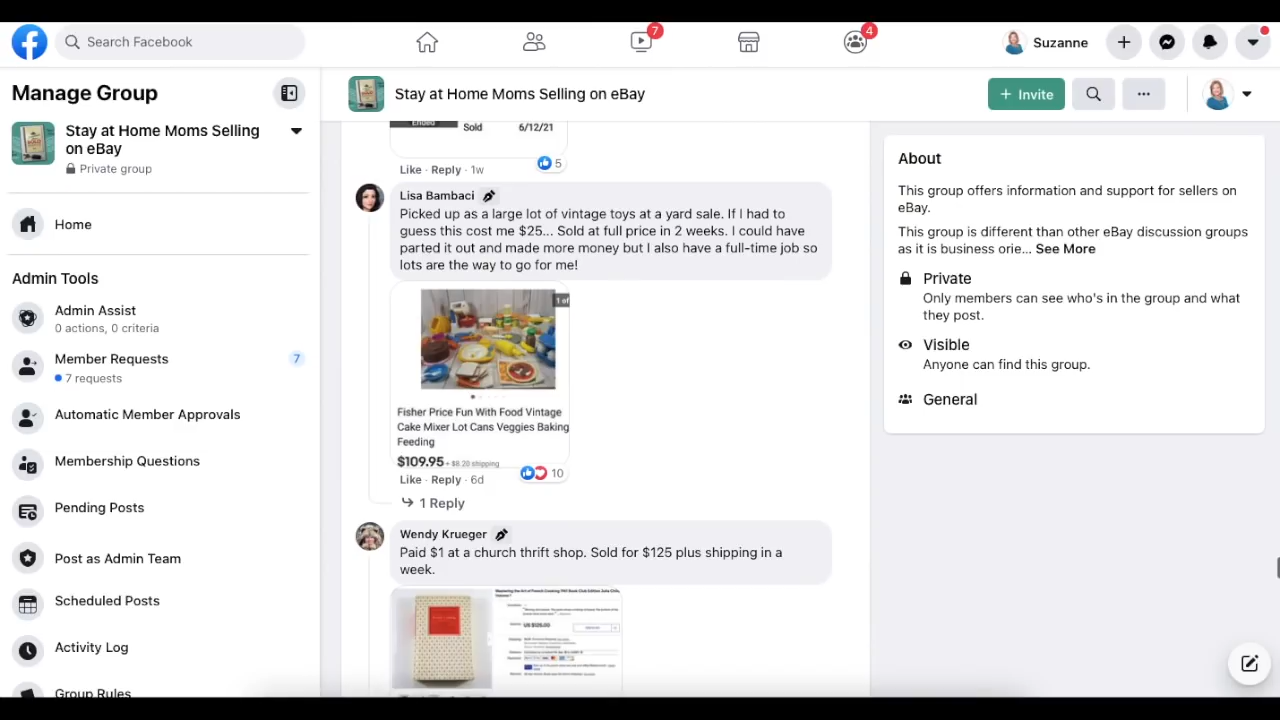 Search Facebook
7
4
Suzanne
Manage Group
Stay at Home Moms Selling on eBay
Private group
Home
Admin Tools
Admin Assist
0 actions, 0 criteria
Member Requests
7
7 requests
Automatic Member Approvals
Membership Questions
Pending Posts
Post as Admin Team
Scheduled Posts
Activity Log
Group Rules
Stay at Home Moms Selling on eBay
+ Invite
Ended
Sold 6/12/21
Like · Reply · 1w
5
Lisa Bambaci
Picked up as a large lot of vintage toys at a yard sale. If I had to
guess this cost me $25... Sold at full price in 2 weeks. I could have
parted it out and made more money but I also have a full-time job so
lots are the way to go for me!
1 of
Fisher Price Fun With Food Vintage
Cake Mixer Lot Cans Veggies Baking
Feeding
$109.95 + $8.20 shipping
Like · Reply · 6d
10
1 Reply
Wendy Krueger
Paid $1 at a church thrift shop. Sold for $125 plus shipping in a
week.
About
This group offers information and support for sellers on
eBay.
This group is different than other eBay discussion groups
as it is business orie... See More
Private
Only members can see who's in the group and what
they post.
Visible
Anyone can find this group.
General